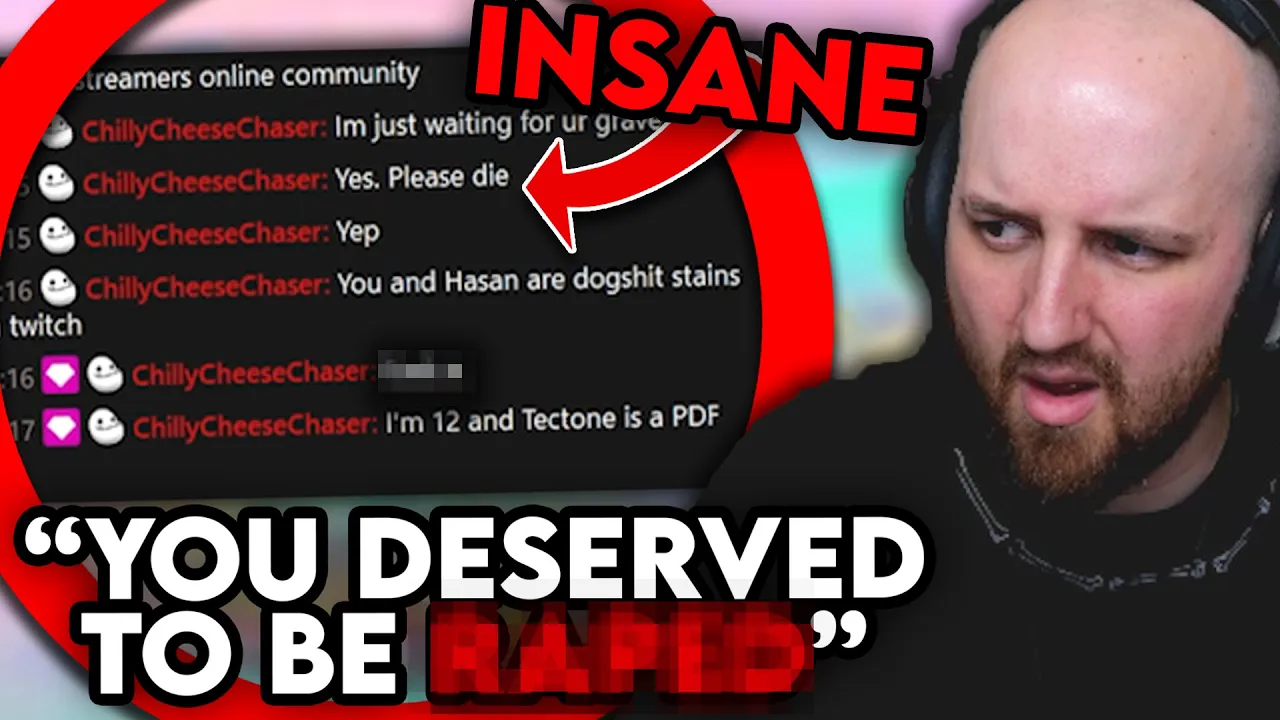 INSANE
streamers online community
ChillyCheeseChaser: Im just waiting for ur grave
ChillyCheeseChaser: Yes. Please die
15 ChillyCheeseChaser: Yep
:16 ChillyCheeseChaser: You and Hasan are dogshit stains
twitch
:16 ChillyCheeseChaser:
17 ChillyCheeseChaser: I'm 12 and Tectone is a PDF
“YOU DESERVED
TO BE RAPED”